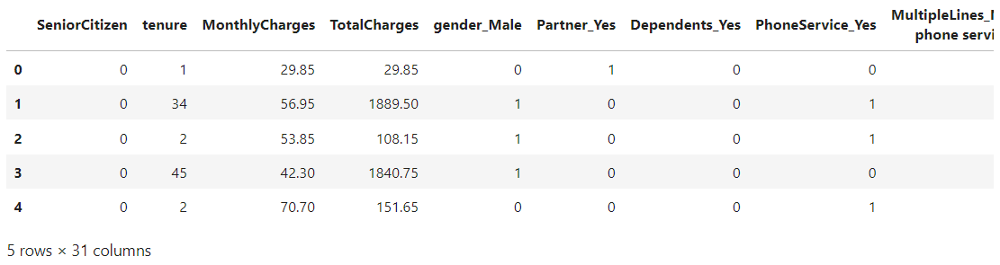 SeniorCitizen tenure MonthlyCharges TotalCharges gender_Male Partner_Yes Dependents_Yes PhoneService_Yes MultipleLines_
phone servi
0 0 1 29.85 29.85 0 1 0 0
1 0 34 56.95 1889.50 1 0 0 1
2 0 2 53.85 108.15 1 0 0 1
3 0 45 42.30 1840.75 1 0 0 0
4 0 2 70.70 151.65 0 0 0 1
5 rows × 31 columns